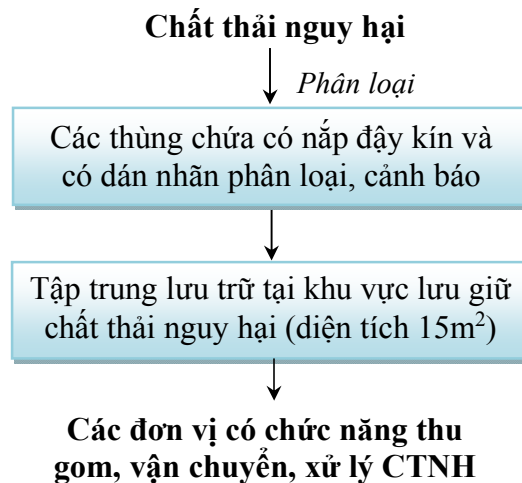 Chất thải nguy hại
Phân loại
Các thùng chứa có nắp đậy kín và
có dán nhãn phân loại, cảnh báo
Tập trung lưu trữ tại khu vực lưu giữ
chất thải nguy hại (diện tích 15m²)
Các đơn vị có chức năng thu
gom, vận chuyển, xử lý CTNH